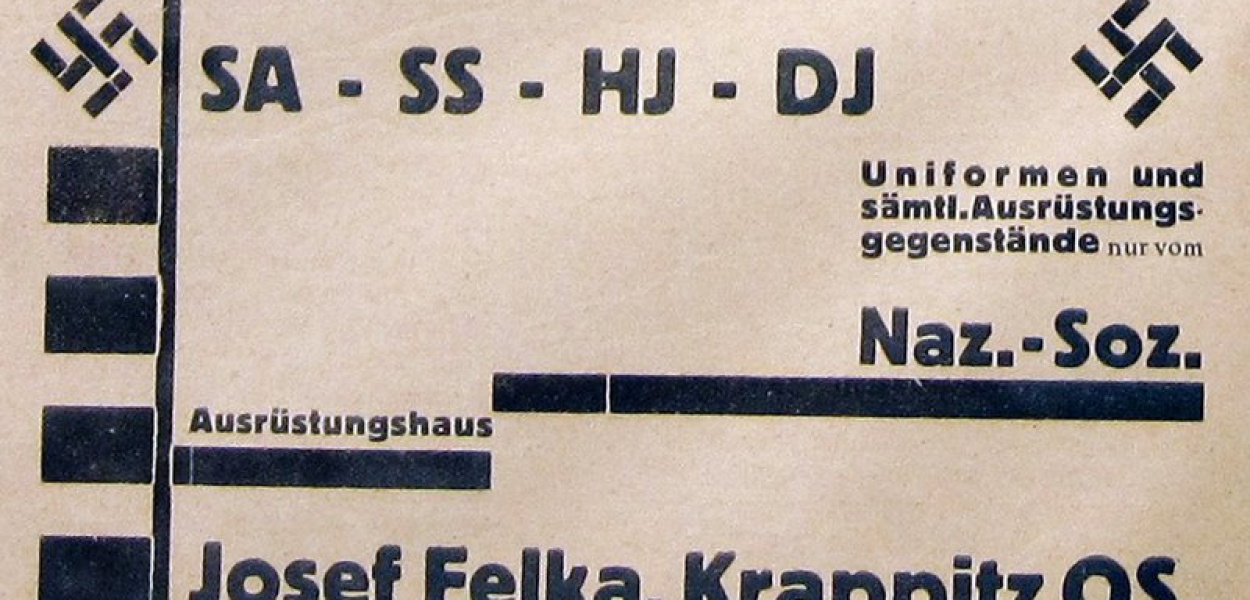 SA - SS - HJ - DJ
Uniformen und
sämtl.Ausrüstungs-
gegenstände nur vom
Naz.-Soz.
Ausrüstungshaus
Josef Felka, Krappitz OS